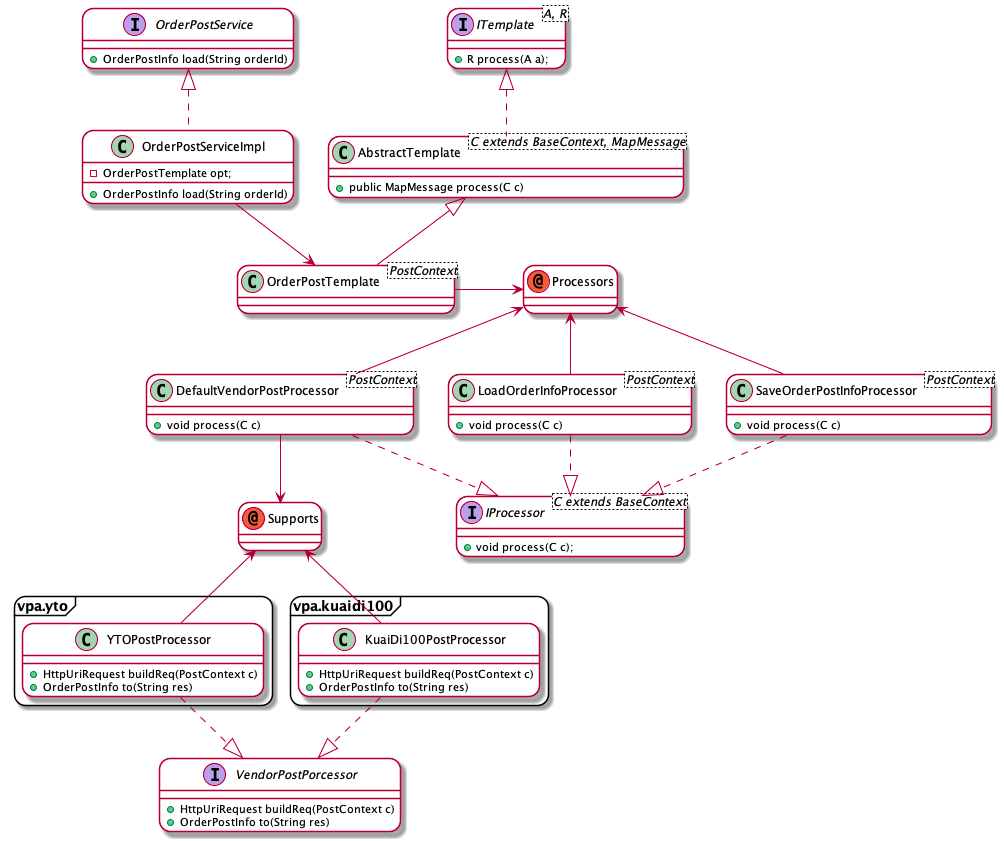 I OrderPostService
OrderPostInfo load(String orderId)
I ITemplate
A, R
R process(A a);
C OrderPostServiceImpl
OrderPostTemplate opt;
OrderPostInfo load(String orderId)
C AbstractTemplate
C extends BaseContext, MapMessage
public MapMessage process(C c)
C OrderPostTemplate
PostContext
@ Processors
C DefaultVendorPostProcessor
PostContext
void process(C c)
C LoadOrderInfoProcessor
PostContext
void process(C c)
C SaveOrderPostInfoProcessor
PostContext
void process(C c)
@ Supports
I IProcessor
C extends BaseContext
void process(C c);
vpa.yto
C YTOPostProcessor
HttpUriRequest buildReq(PostContext c)
OrderPostInfo to(String res)
vpa.kuaidi100
C KuaiDi100PostProcessor
HttpUriRequest buildReq(PostContext c)
OrderPostInfo to(String res)
I VendorPostPorcessor
HttpUriRequest buildReq(PostContext c)
OrderPostInfo to(String res)